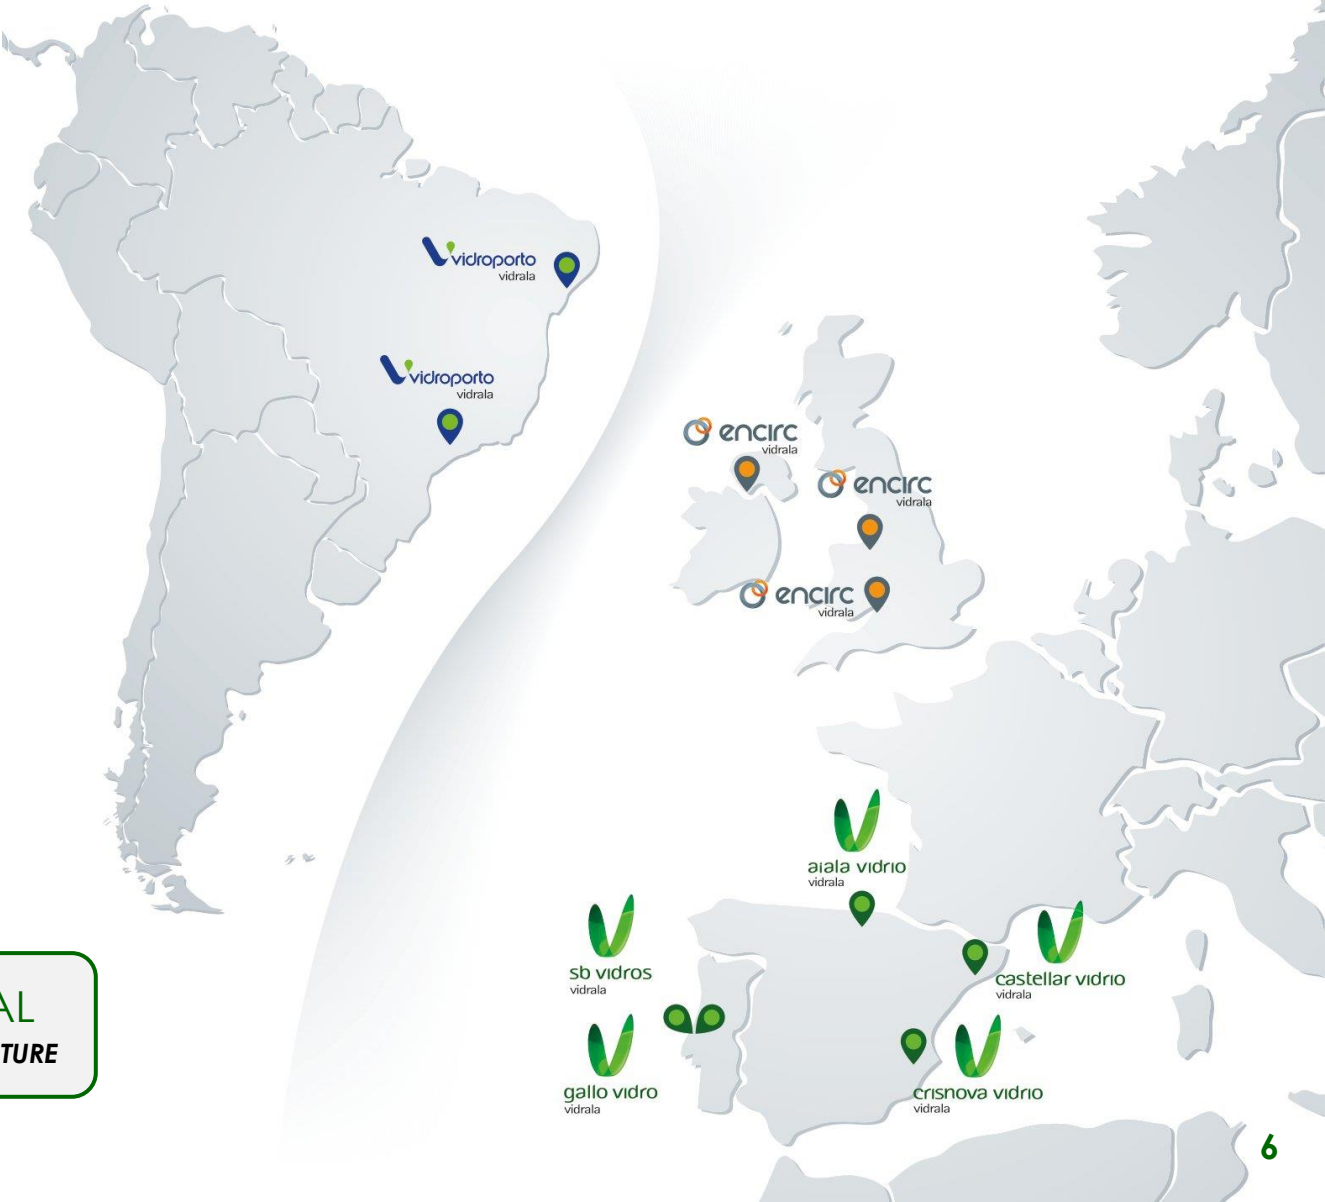 vidroporto
vidrala
vidroporto
vidrala
encirc
vidrala
encirc
vidrala
encirc
vidrala
aiala vidrio
vidrala
sb vidros
vidrala
castellar vidrio
vidrala
gallo vidro
vidrala
crisnova vidrio
vidrala
AL
TURE
6